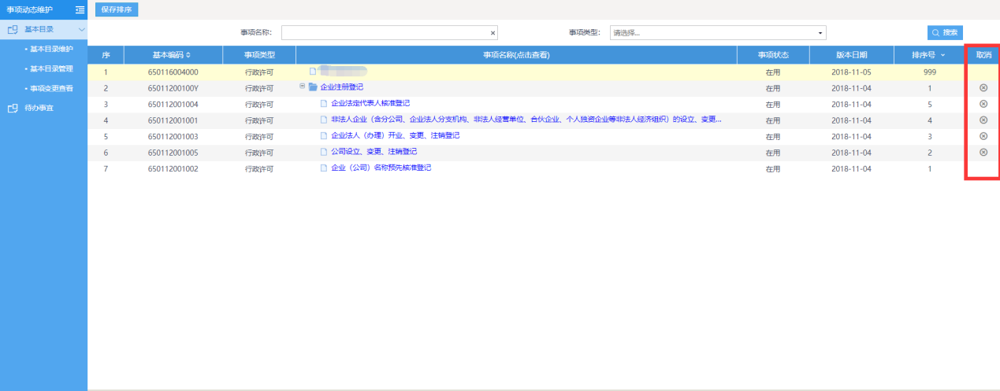 事项动态维护
保存排序
基本目录
• 基本目录维护
• 基本目录管理
• 事项变更查看
待办事宜
事项名称： × 事项类型： 请选择... 搜索
序 基本编码 事项类型 事项名称(点击查看) 事项状态 版本日期 排序号 取消
1 650116004000 行政许可 在用 2018-11-05 999
2 65011200100Y 行政许可 企业注册登记 在用 2018-11-04 1
3 650112001004 行政许可 企业法定代表人核准登记 在用 2018-11-04 5
4 650112001001 行政许可 非法人企业（含分公司、企业法人分支机构、非法人经营单位、合伙企业、个人独资企业等非法人经济组织）的设立、变更... 在用 2018-11-04 4
5 650112001003 行政许可 企业法人（办理）开业、变更、注销登记 在用 2018-11-04 3
6 650112001005 行政许可 公司设立、变更、注销登记 在用 2018-11-04 2
7 650112001002 行政许可 企业（公司）名称预先核准登记 在用 2018-11-04 1